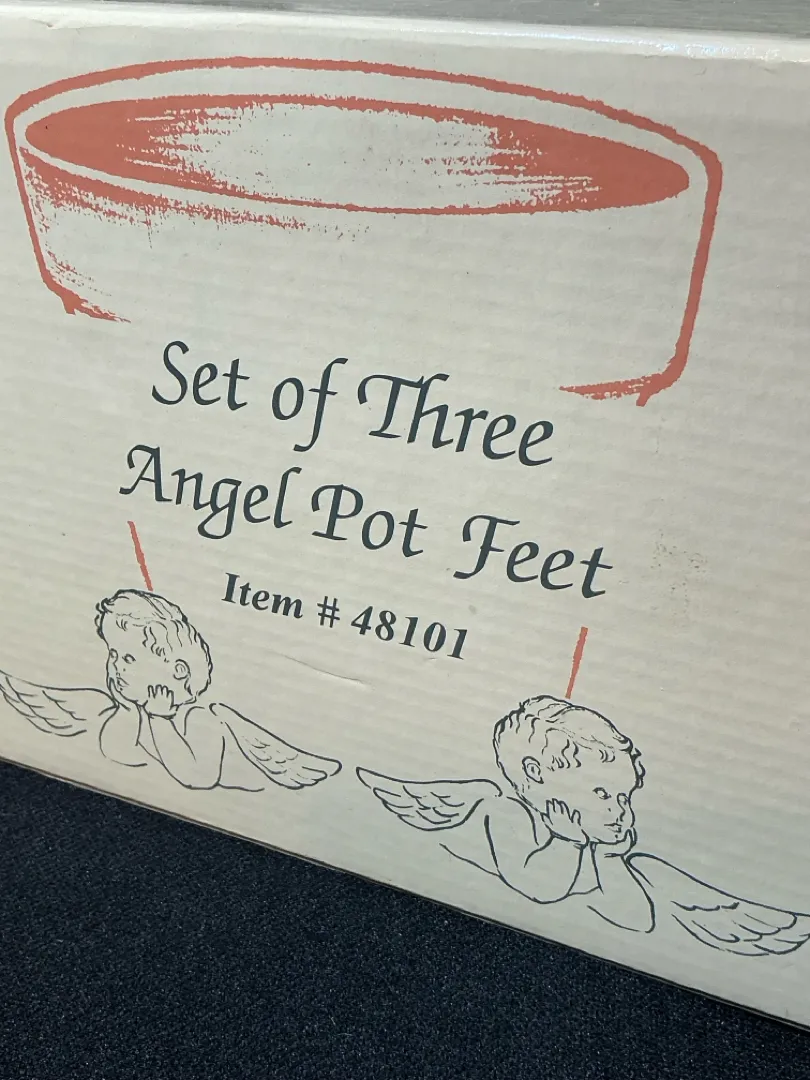 Set of Three
Angel Pot Feet
Item # 48101